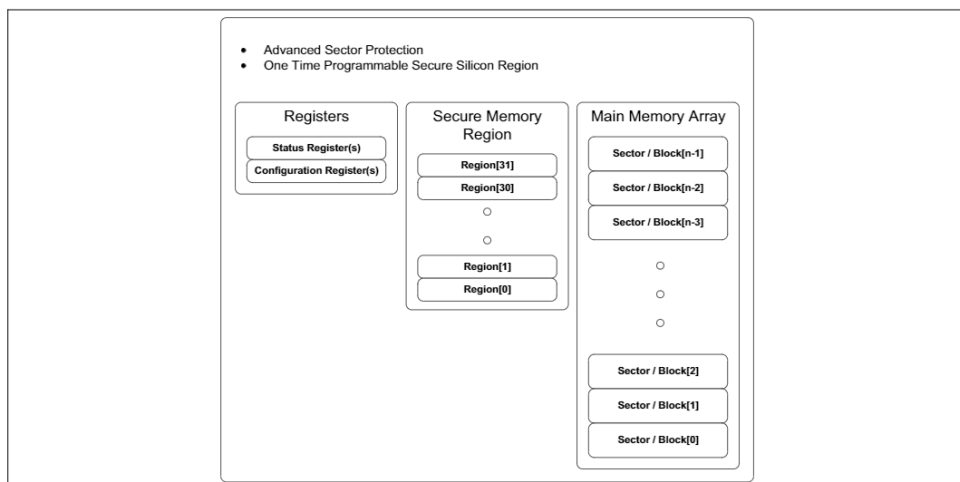 • Advanced Sector Protection
• One Time Programmable Secure Silicon Region
Registers
Status Register(s)
Configuration Register(s)
Secure Memory
Region
Region[31]
Region[30]
Region[1]
Region[0]
Main Memory Array
Sector / Block[n-1]
Sector / Block[n-2]
Sector / Block[n-3]
Sector / Block[2]
Sector / Block[1]
Sector / Block[0]